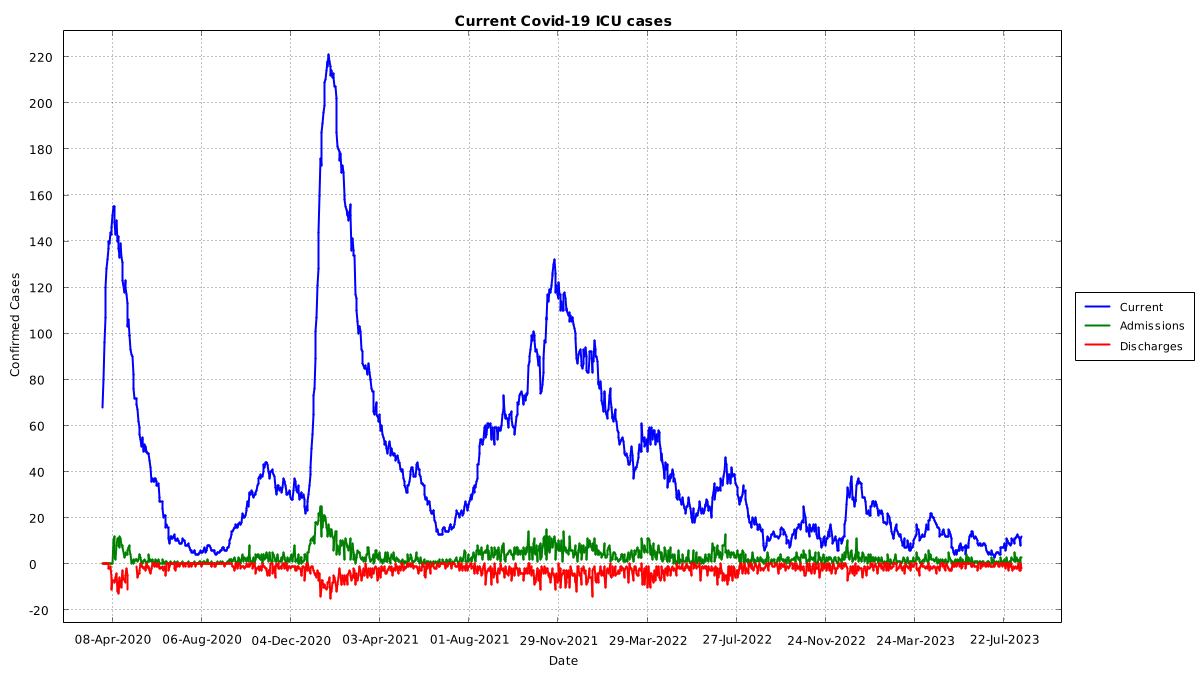 Current Covid-19 ICU cases
220
200
180
160
140
120
100
80
60
40
20
0
-20
Confirmed Cases
08-Apr-2020 06-Aug-2020 04-Dec-2020 03-Apr-2021 01-Aug-2021 29-Nov-2021 29-Mar-2022 27-Jul-2022 24-Nov-2022 24-Mar-2023 22-Jul-2023
Date
Current
Admissions
Discharges